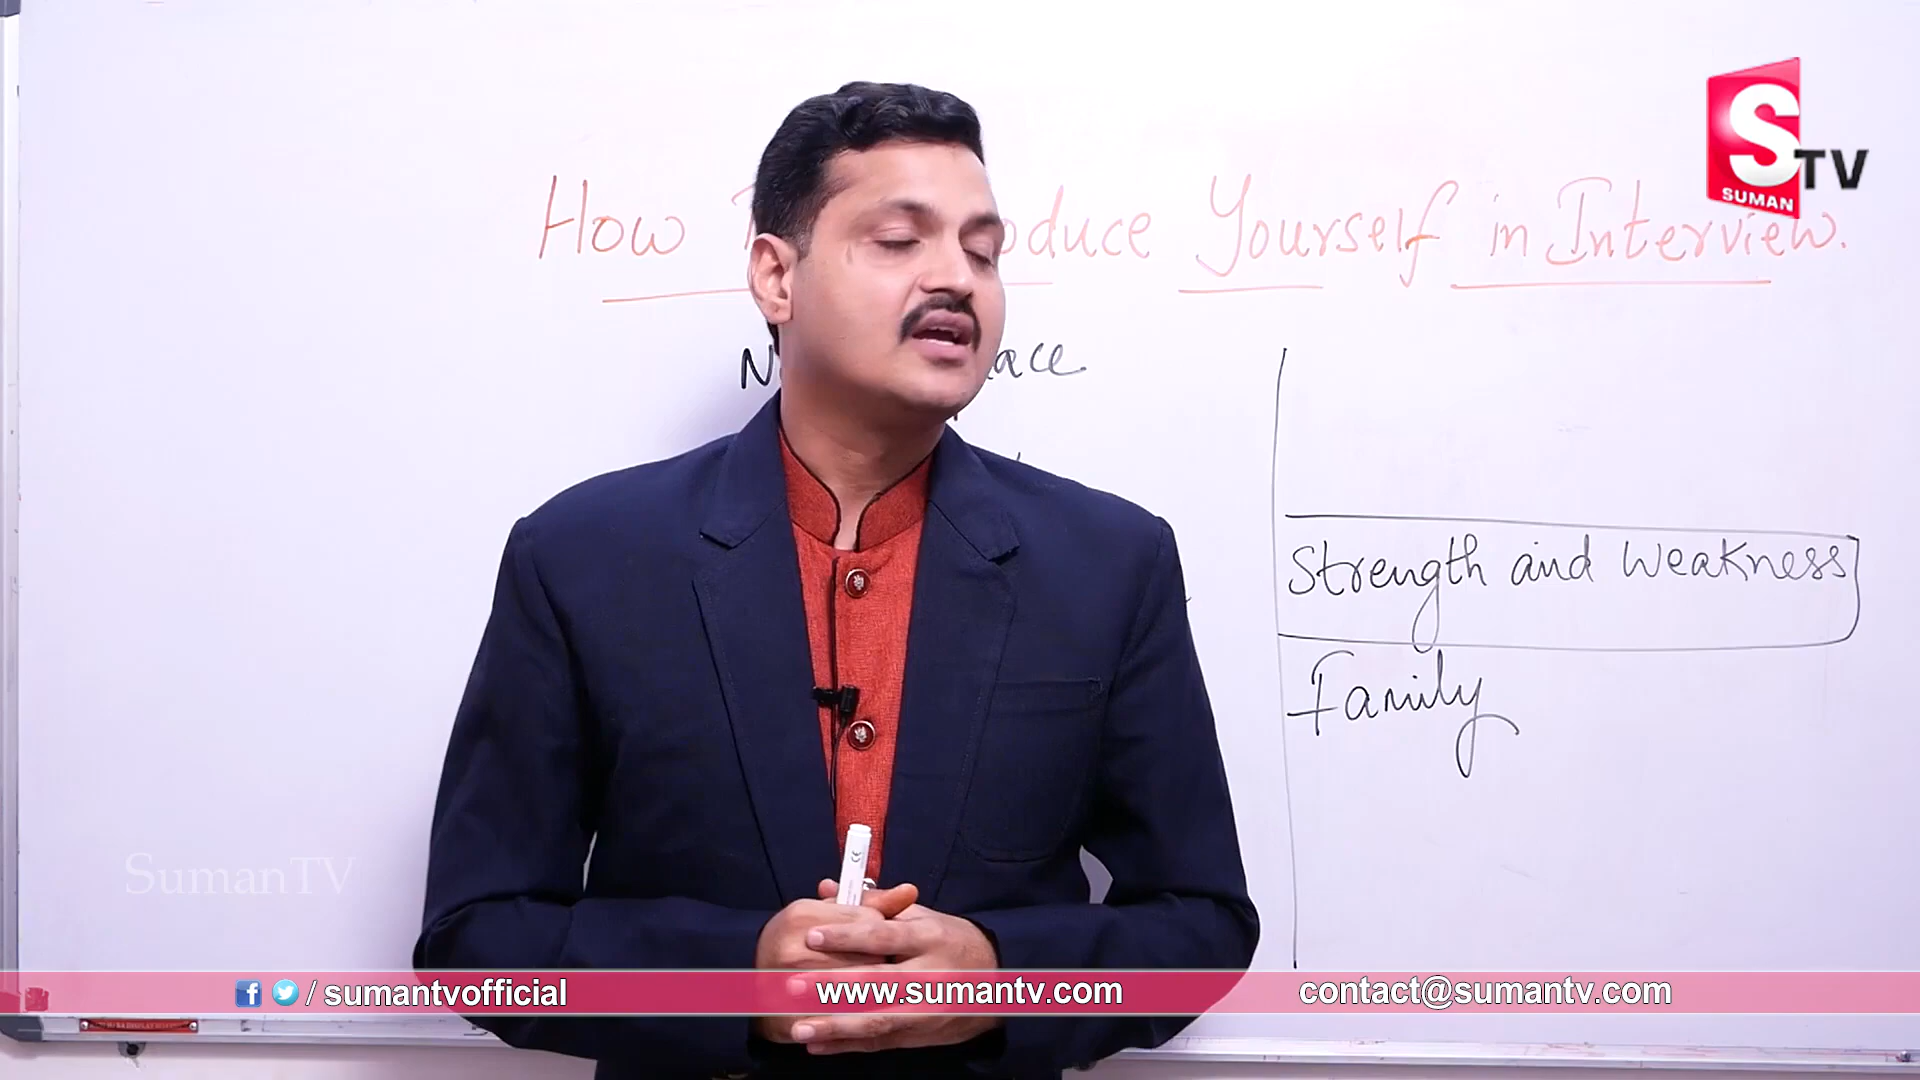 S
TV
SUMAN
How oduce Yourself in Interview.
ace
Strength and weakness
Family
SumanTV
/ sumantvofficial
www.sumantv.com
contact@sumantv.com